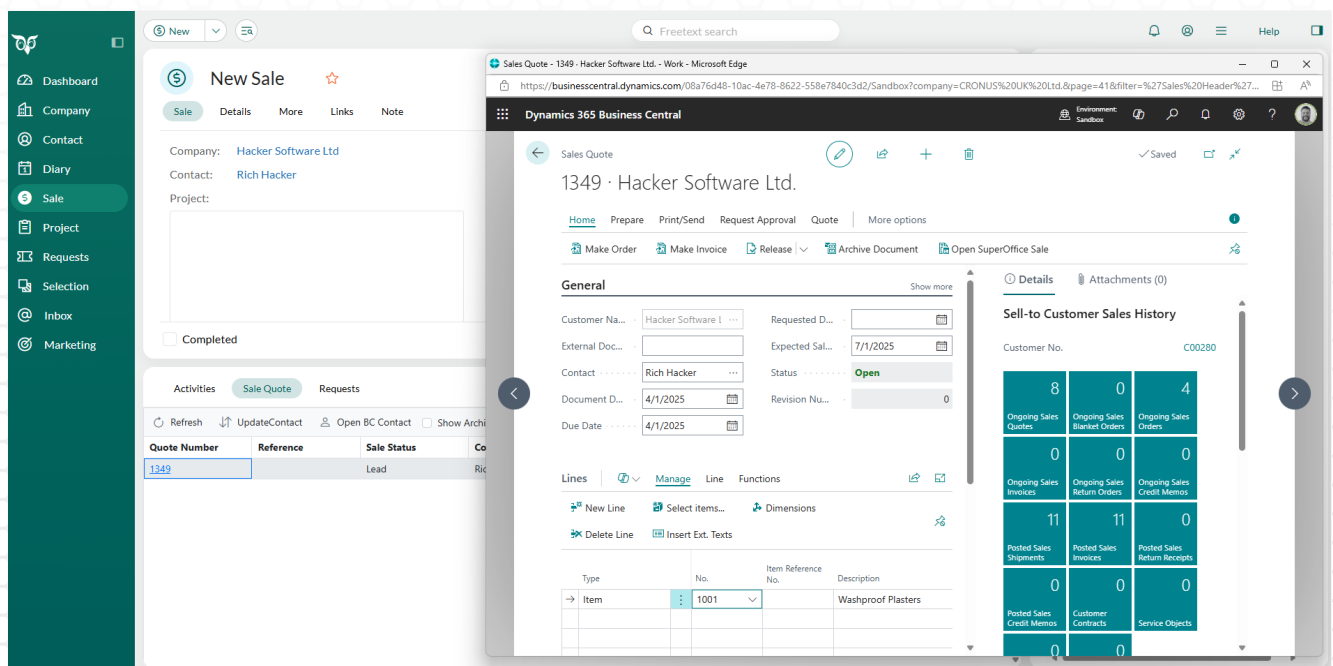 New
Freetext search
Help
Dashboard
Company
Contact
Diary
Sale
Project
Requests
Selection
Inbox
Marketing
New Sale
Sale Details More Links Note
Company: Hacker Software Ltd
Contact: Rich Hacker
Project:
Completed
Activities Sale Quote Requests
Refresh UpdateContact Open BC Contact Show Archi
Quote Number Reference Sale Status Co
1349 Lead Ric
Sales Quote - 1349 · Hacker Software Ltd. - Work - Microsoft Edge
https://businesscentral.dynamics.com/08a76d48-10ac-4e78-8622-558e7840c3d2/Sandbox?company=CRONUS%20UK%20Ltd.&page=41&filter=%27Sales%20Header%27...
Dynamics 365 Business Central
Environment:
Sandbox
?
Sales Quote
Saved
1349 · Hacker Software Ltd.
Home Prepare Print/Send Request Approval Quote More options
Make Order Make Invoice Release Archive Document Open SuperOffice Sale
General Show more
Customer Na... Hacker Software L ... Requested D...
External Doc... Expected Sal... 7/1/2025
Contact Rich Hacker ... Status Open
Document D... 4/1/2025 Revision Nu... 0
Due Date 4/1/2025
Lines Manage Line Functions
New Line Select items... Dimensions
Delete Line Insert Ext. Texts
Type No. Item Reference No. Description
Item 1001 Washproof Plasters
Details Attachments (0)
Sell-to Customer Sales History
Customer No. C00280
8 0 4
Ongoing Sales Quotes Ongoing Sales Blanket Orders Ongoing Sales Orders
0 0 0
Ongoing Sales Invoices Ongoing Sales Return Orders Ongoing Sales Credit Memos
11 11 0
Posted Sales Shipments Posted Sales Invoices Posted Sales Return Receipts
0 0 0
Posted Sales Credit Memos Customer Contracts Service Objects
0 0